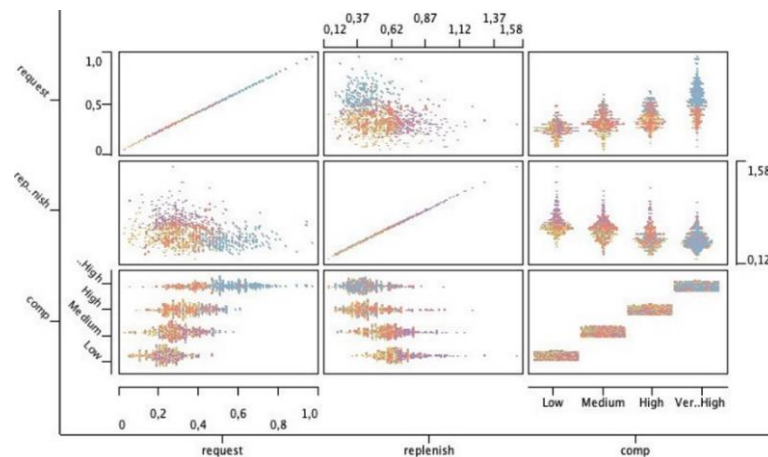 0,37 0,87 1,37
0,12 0,62 1,12 1,58
request
1,0
0,5
0
rep..nish
1,58
0,12
comp
..High
High
Medium
Low
0,2 0,6 1,0
0 0,4 0,8
Low Medium High Ver..High
request replenish comp